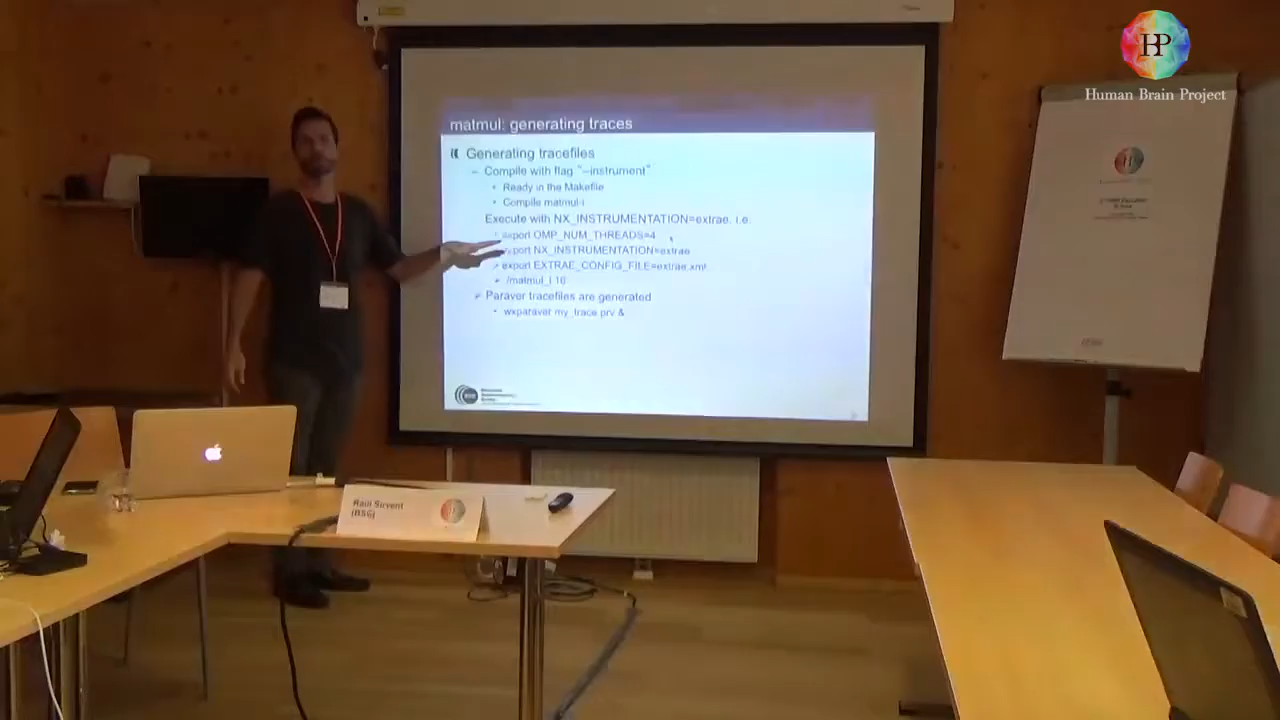 HP
Human Brain Project
matmul: generating traces
Generating tracefiles
– Compile with flag "--instrument"
• Ready in the Makefile
• Compile matmul-i
Execute with NX_INSTRUMENTATION=extrae. i.e.
export OMP_NUM_THREADS=4
export NX_INSTRUMENTATION=extrae
export EXTRAE_CONFIG_FILE=extrae.xml
./matmul_i 16
Paraver tracefiles are generated
• wxparaver my_trace.prv &
Raül Sirvent
(BSC)